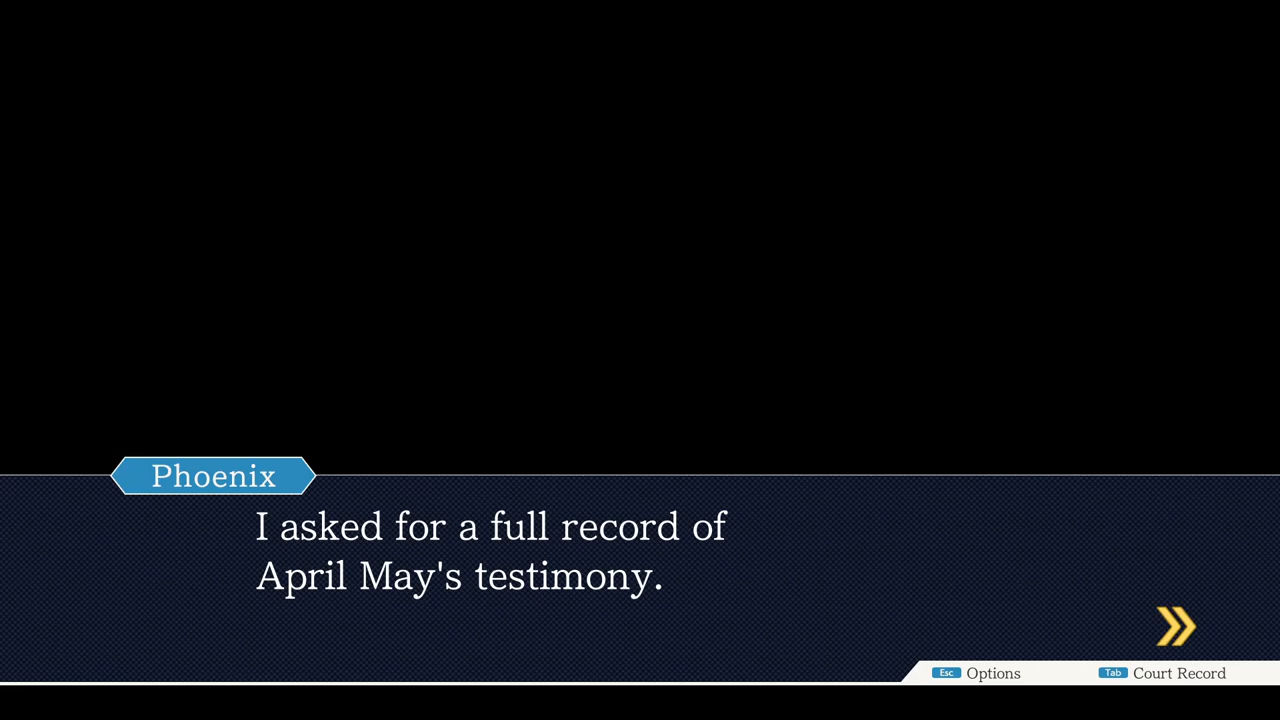 Phoenix
I asked for a full record of
April May's testimony.
Esc Options Tab Court Record